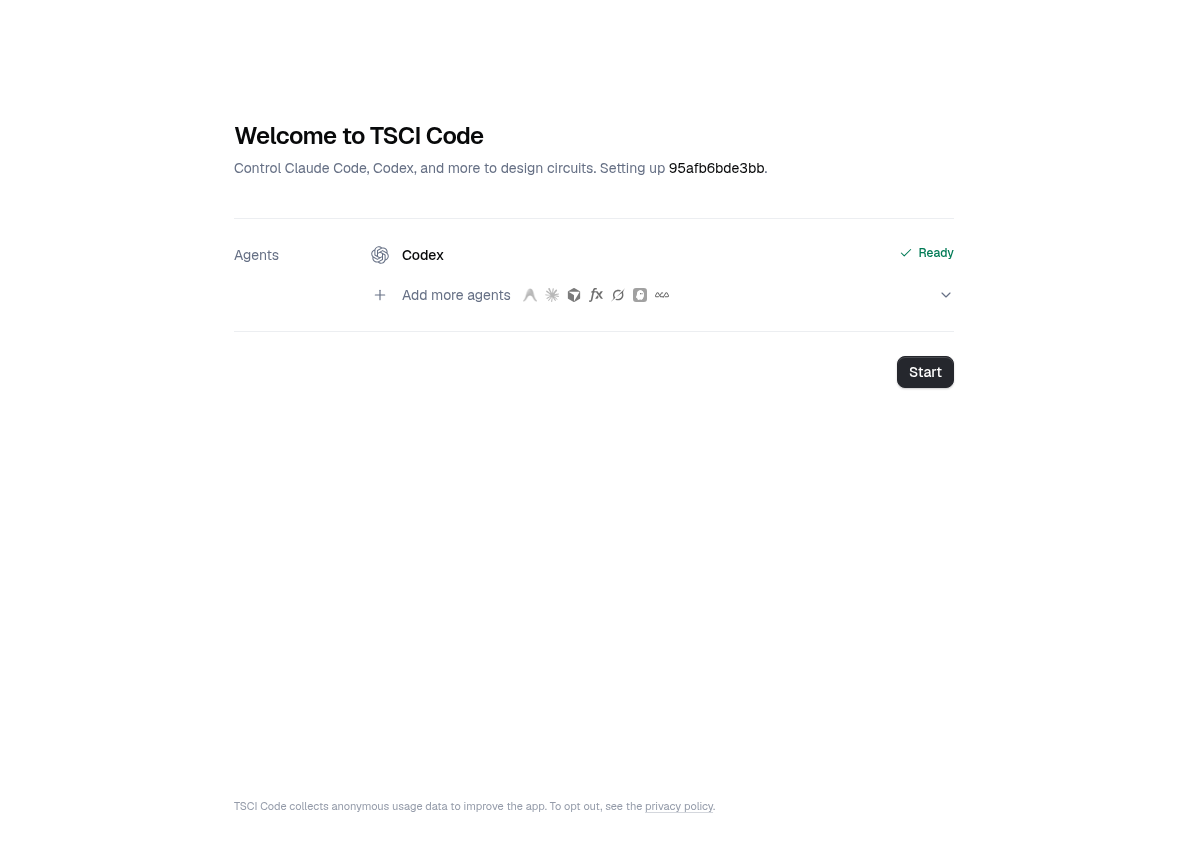 Welcome to TSCI Code
Control Claude Code, Codex, and more to design circuits. Setting up 95afb6bde3bb.
Agents
Codex
Ready
Add more agents
Start
TSCI Code collects anonymous usage data to improve the app. To opt out, see the privacy policy.